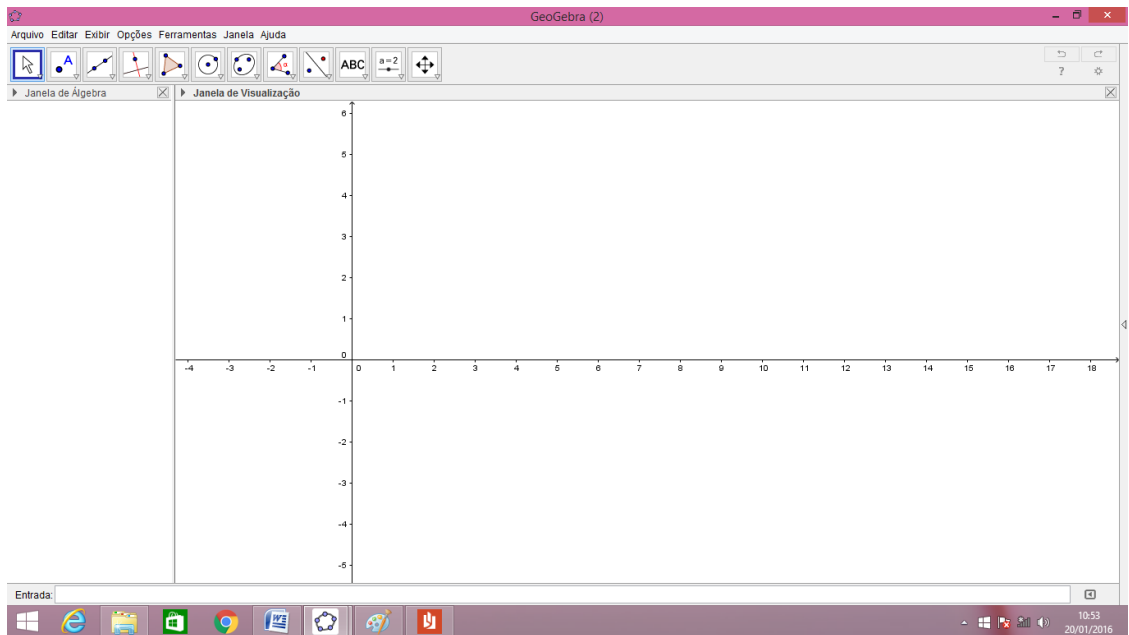 GeoGebra (2)
Arquivo Editar Exibir Opções Ferramentas Janela Ajuda
A
α
ABC
a=2
?
Janela de Álgebra
Janela de Visualização
6
5
4
3
2
1
0
-4 -3 -2 -1 0 1 2 3 4 5 6 7 8 9 10 11 12 13 14 15 16 17 18
-1
-2
-3
-4
-5
Entrada:
10:53
20/01/2016